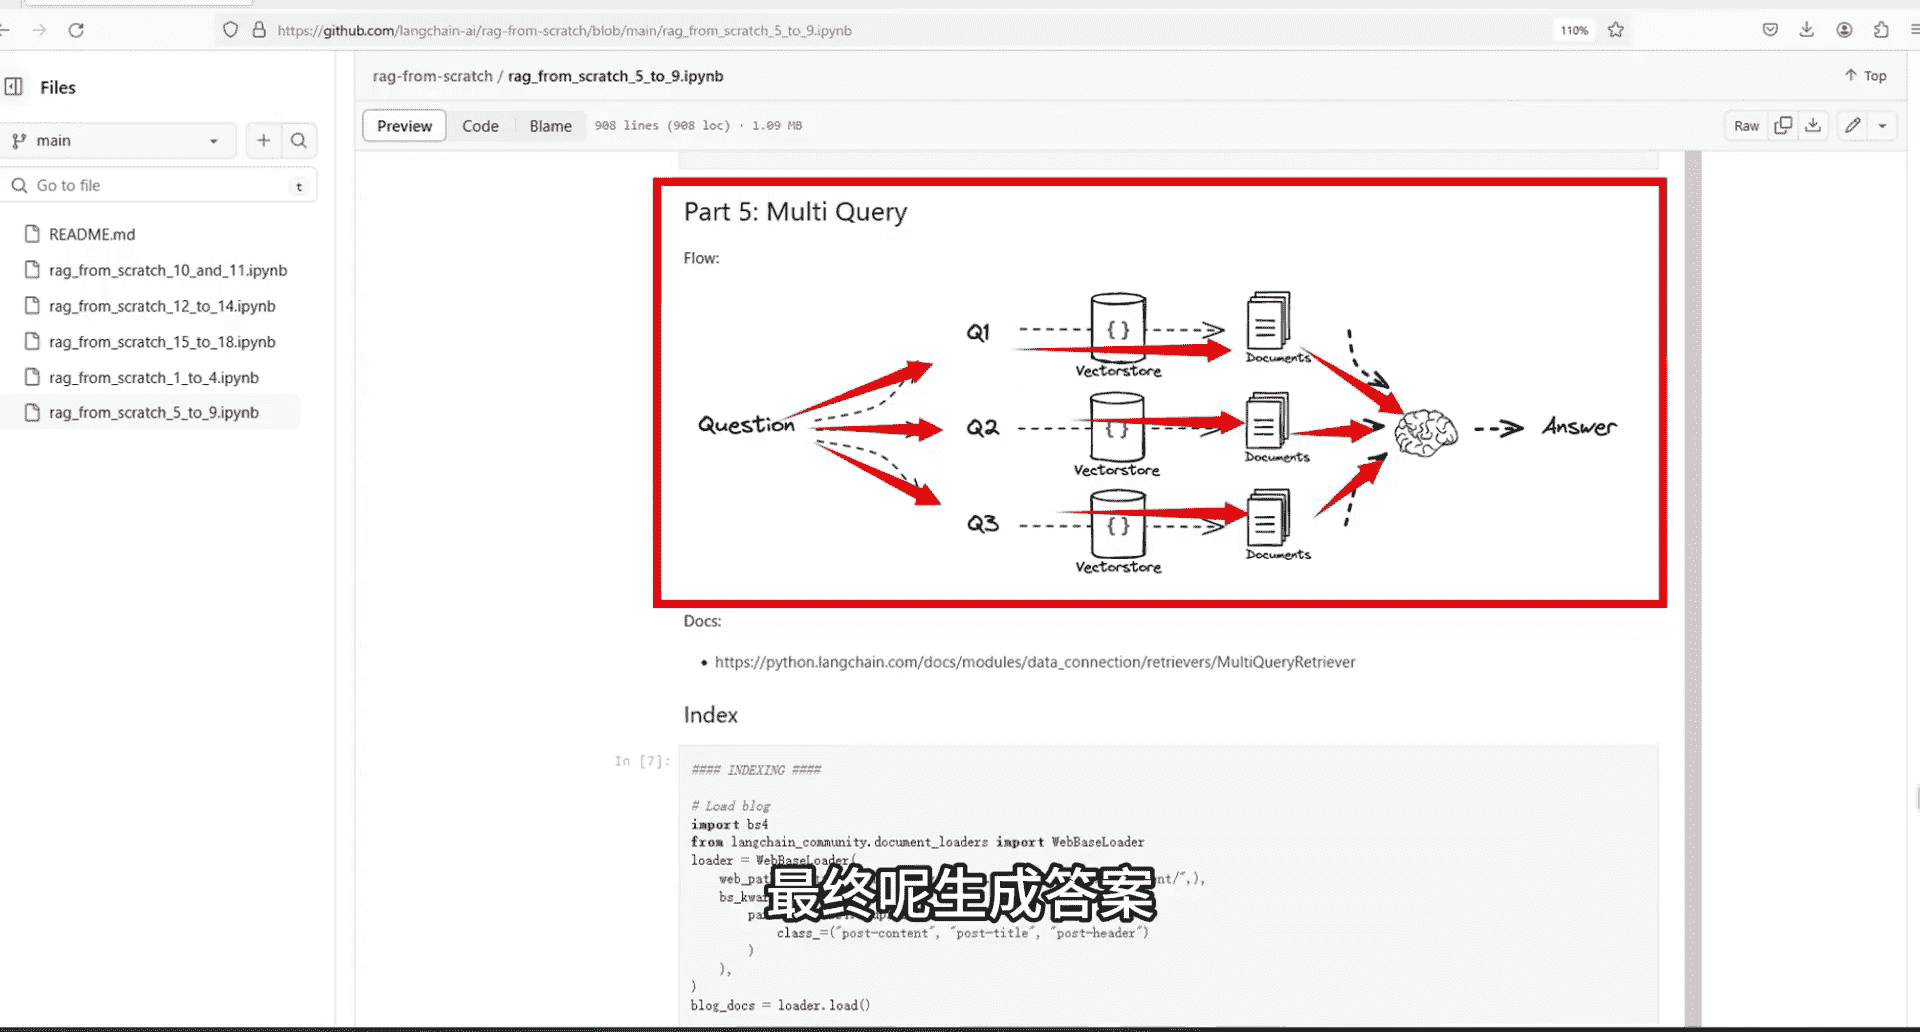 https://github.com/langchain-ai/rag-from-scratch/blob/main/rag_from_scratch_5_to_9.ipynb
110%
Files
main
Go to file
t
README.md
rag_from_scratch_10_and_11.ipynb
rag_from_scratch_12_to_14.ipynb
rag_from_scratch_15_to_18.ipynb
rag_from_scratch_1_to_4.ipynb
rag_from_scratch_5_to_9.ipynb
rag-from-scratch / rag_from_scratch_5_to_9.ipynb
Top
Preview Code Blame 908 lines (908 loc) · 1.09 MB
Raw
Part 5: Multi Query
Flow:
Q1
{}
Vectorstore
Documents
Question
Q2
{}
Vectorstore
Documents
Answer
Q3
{}
Vectorstore
Documents
Docs:
https://python.langchain.com/docs/modules/data_connection/retrievers/MultiQueryRetriever
Index
In [7]:
#### INDEXING ####
# Load blog
import bs4
from langchain_community.document_loaders import WebBaseLoader
loader = WebBaseLoader(
nt/",),
最终呢生成答案
class_=("post-content", "post-title", "post-header")
)
),
)
blog_docs = loader.load()